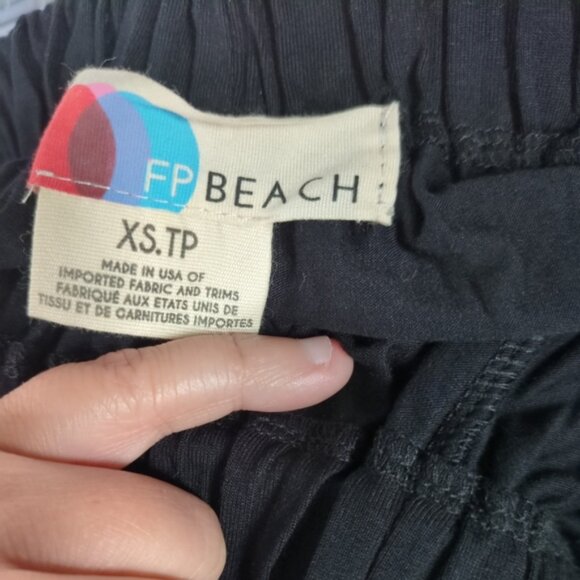 FP BEACH
XS.TP
MADE IN USA OF
IMPORTED FABRIC AND TRIMS
FABRIQUÉ AUX ETATS UNIS DE
TISSU ET DE GARNITURES IMPORTES